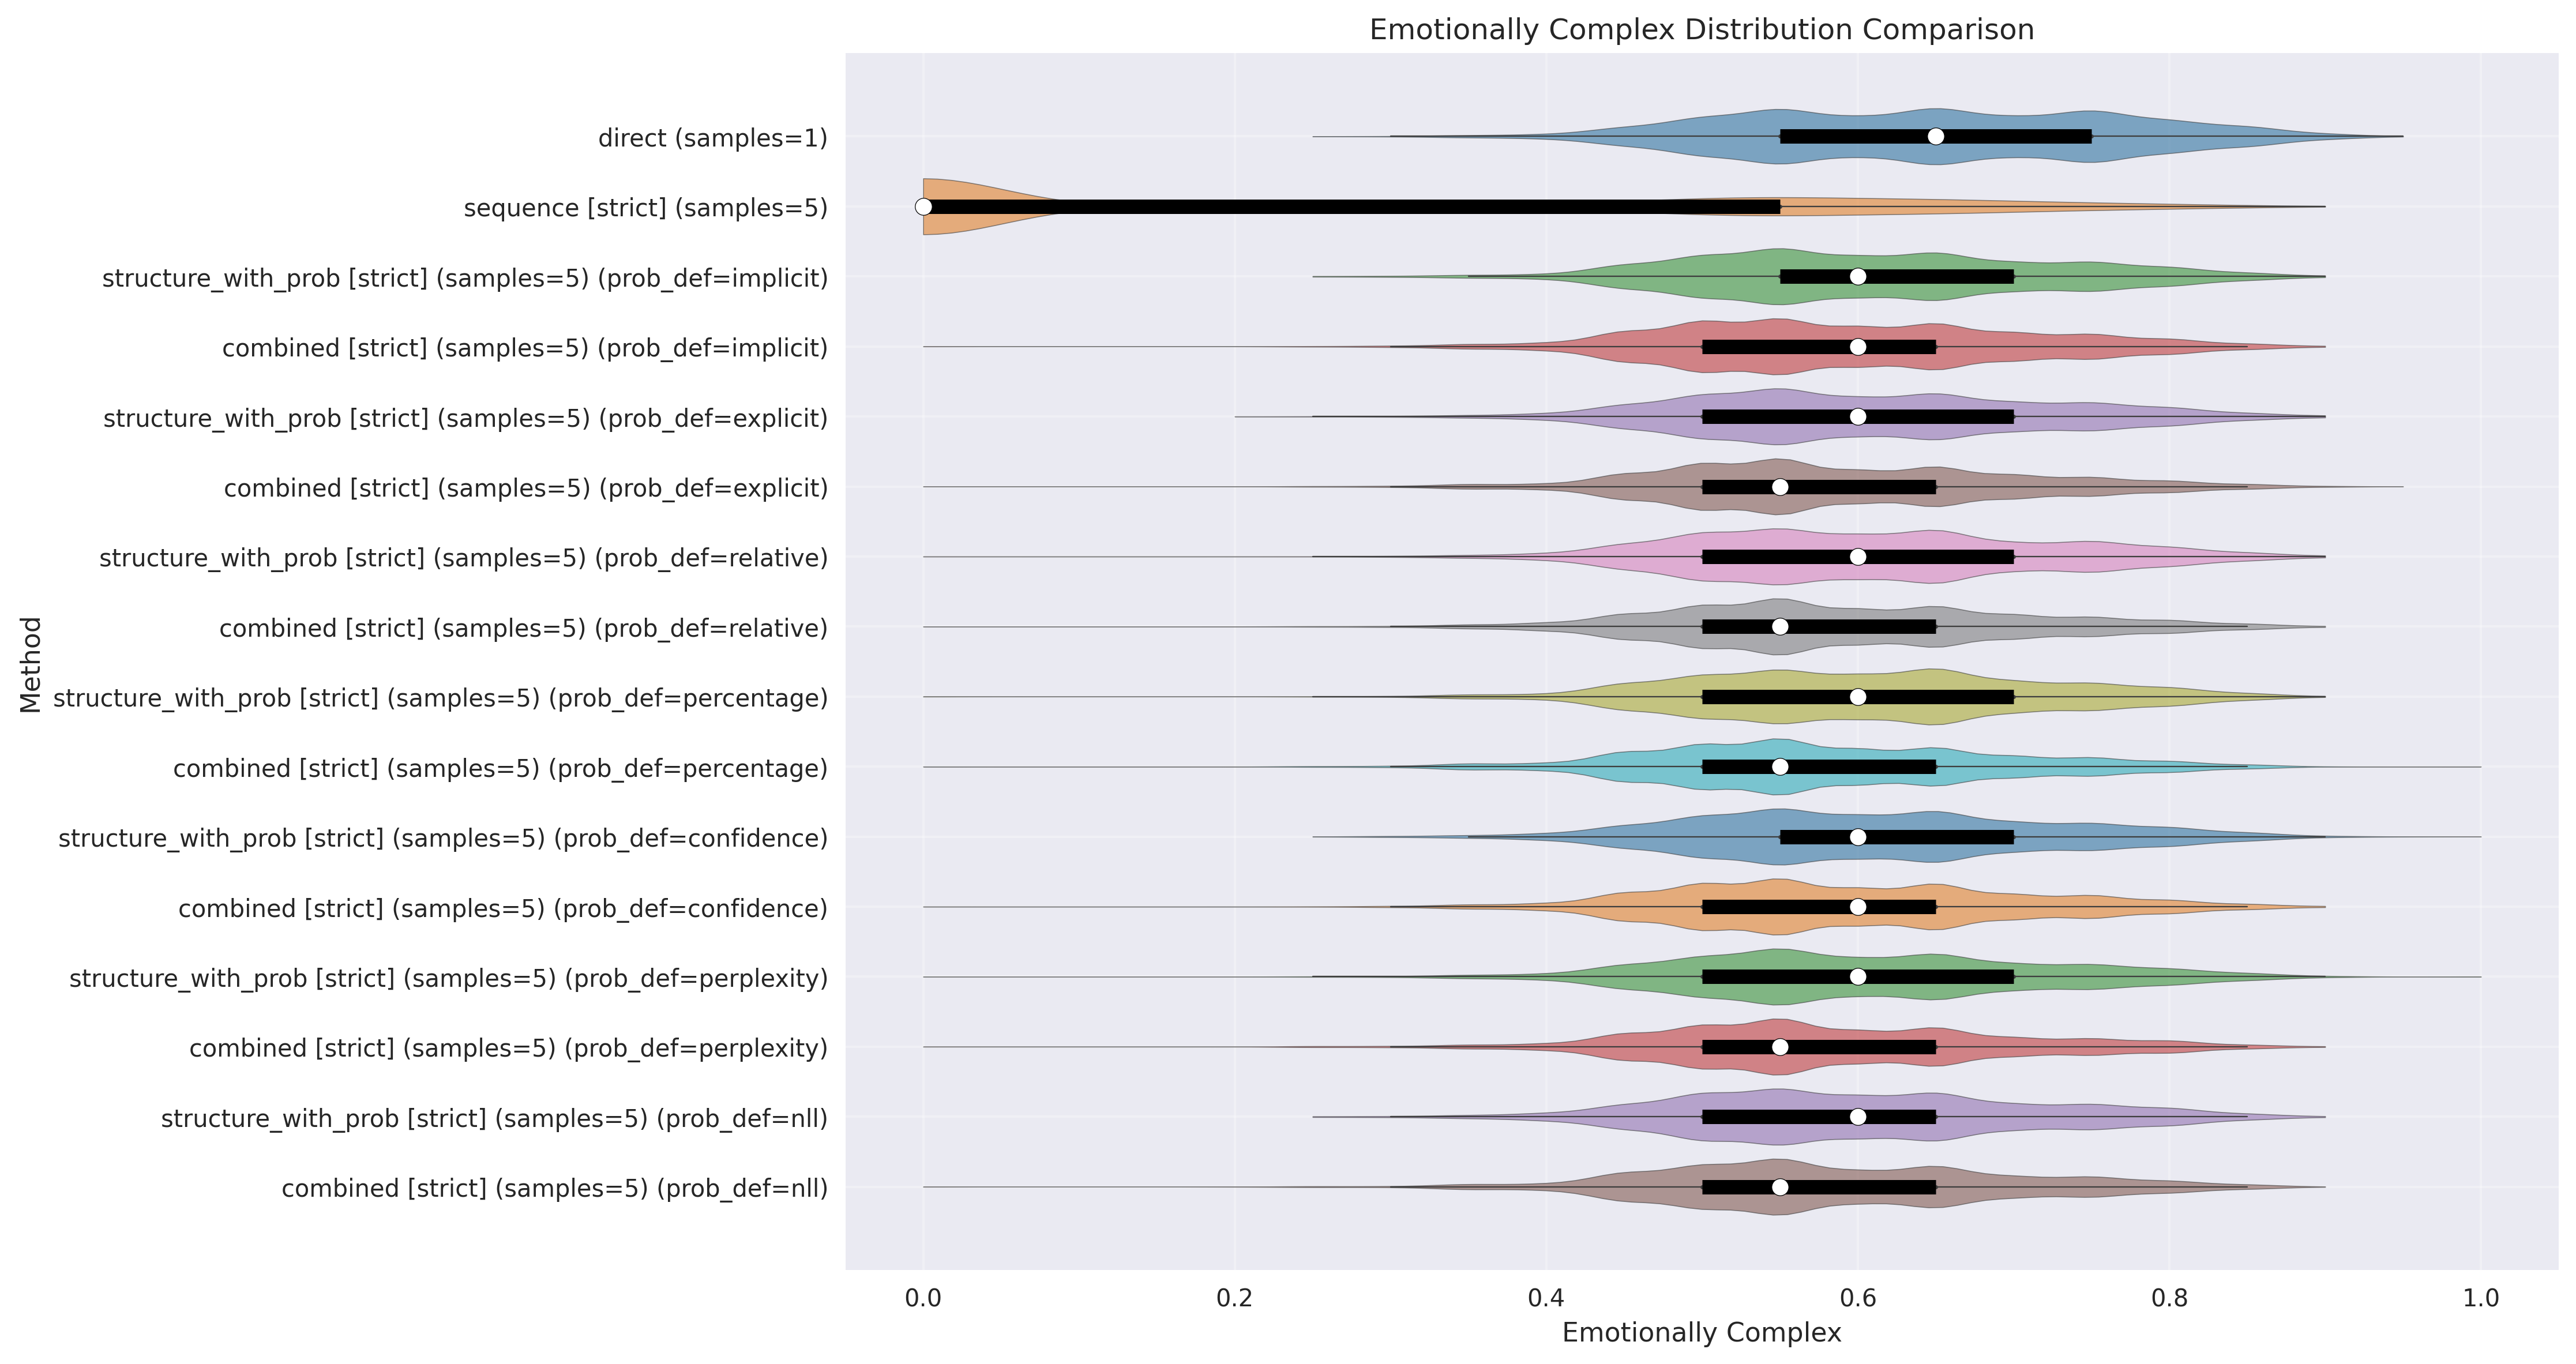 Emotionally Complex Distribution Comparison
direct (samples=1)
sequence [strict] (samples=5)
structure_with_prob [strict] (samples=5) (prob_def=implicit)
combined [strict] (samples=5) (prob_def=implicit)
structure_with_prob [strict] (samples=5) (prob_def=explicit)
combined [strict] (samples=5) (prob_def=explicit)
structure_with_prob [strict] (samples=5) (prob_def=relative)
combined [strict] (samples=5) (prob_def=relative)
structure_with_prob [strict] (samples=5) (prob_def=percentage)
combined [strict] (samples=5) (prob_def=percentage)
structure_with_prob [strict] (samples=5) (prob_def=confidence)
combined [strict] (samples=5) (prob_def=confidence)
structure_with_prob [strict] (samples=5) (prob_def=perplexity)
combined [strict] (samples=5) (prob_def=perplexity)
structure_with_prob [strict] (samples=5) (prob_def=nll)
combined [strict] (samples=5) (prob_def=nll)
Method
0.0 0.2 0.4 0.6 0.8 1.0
Emotionally Complex